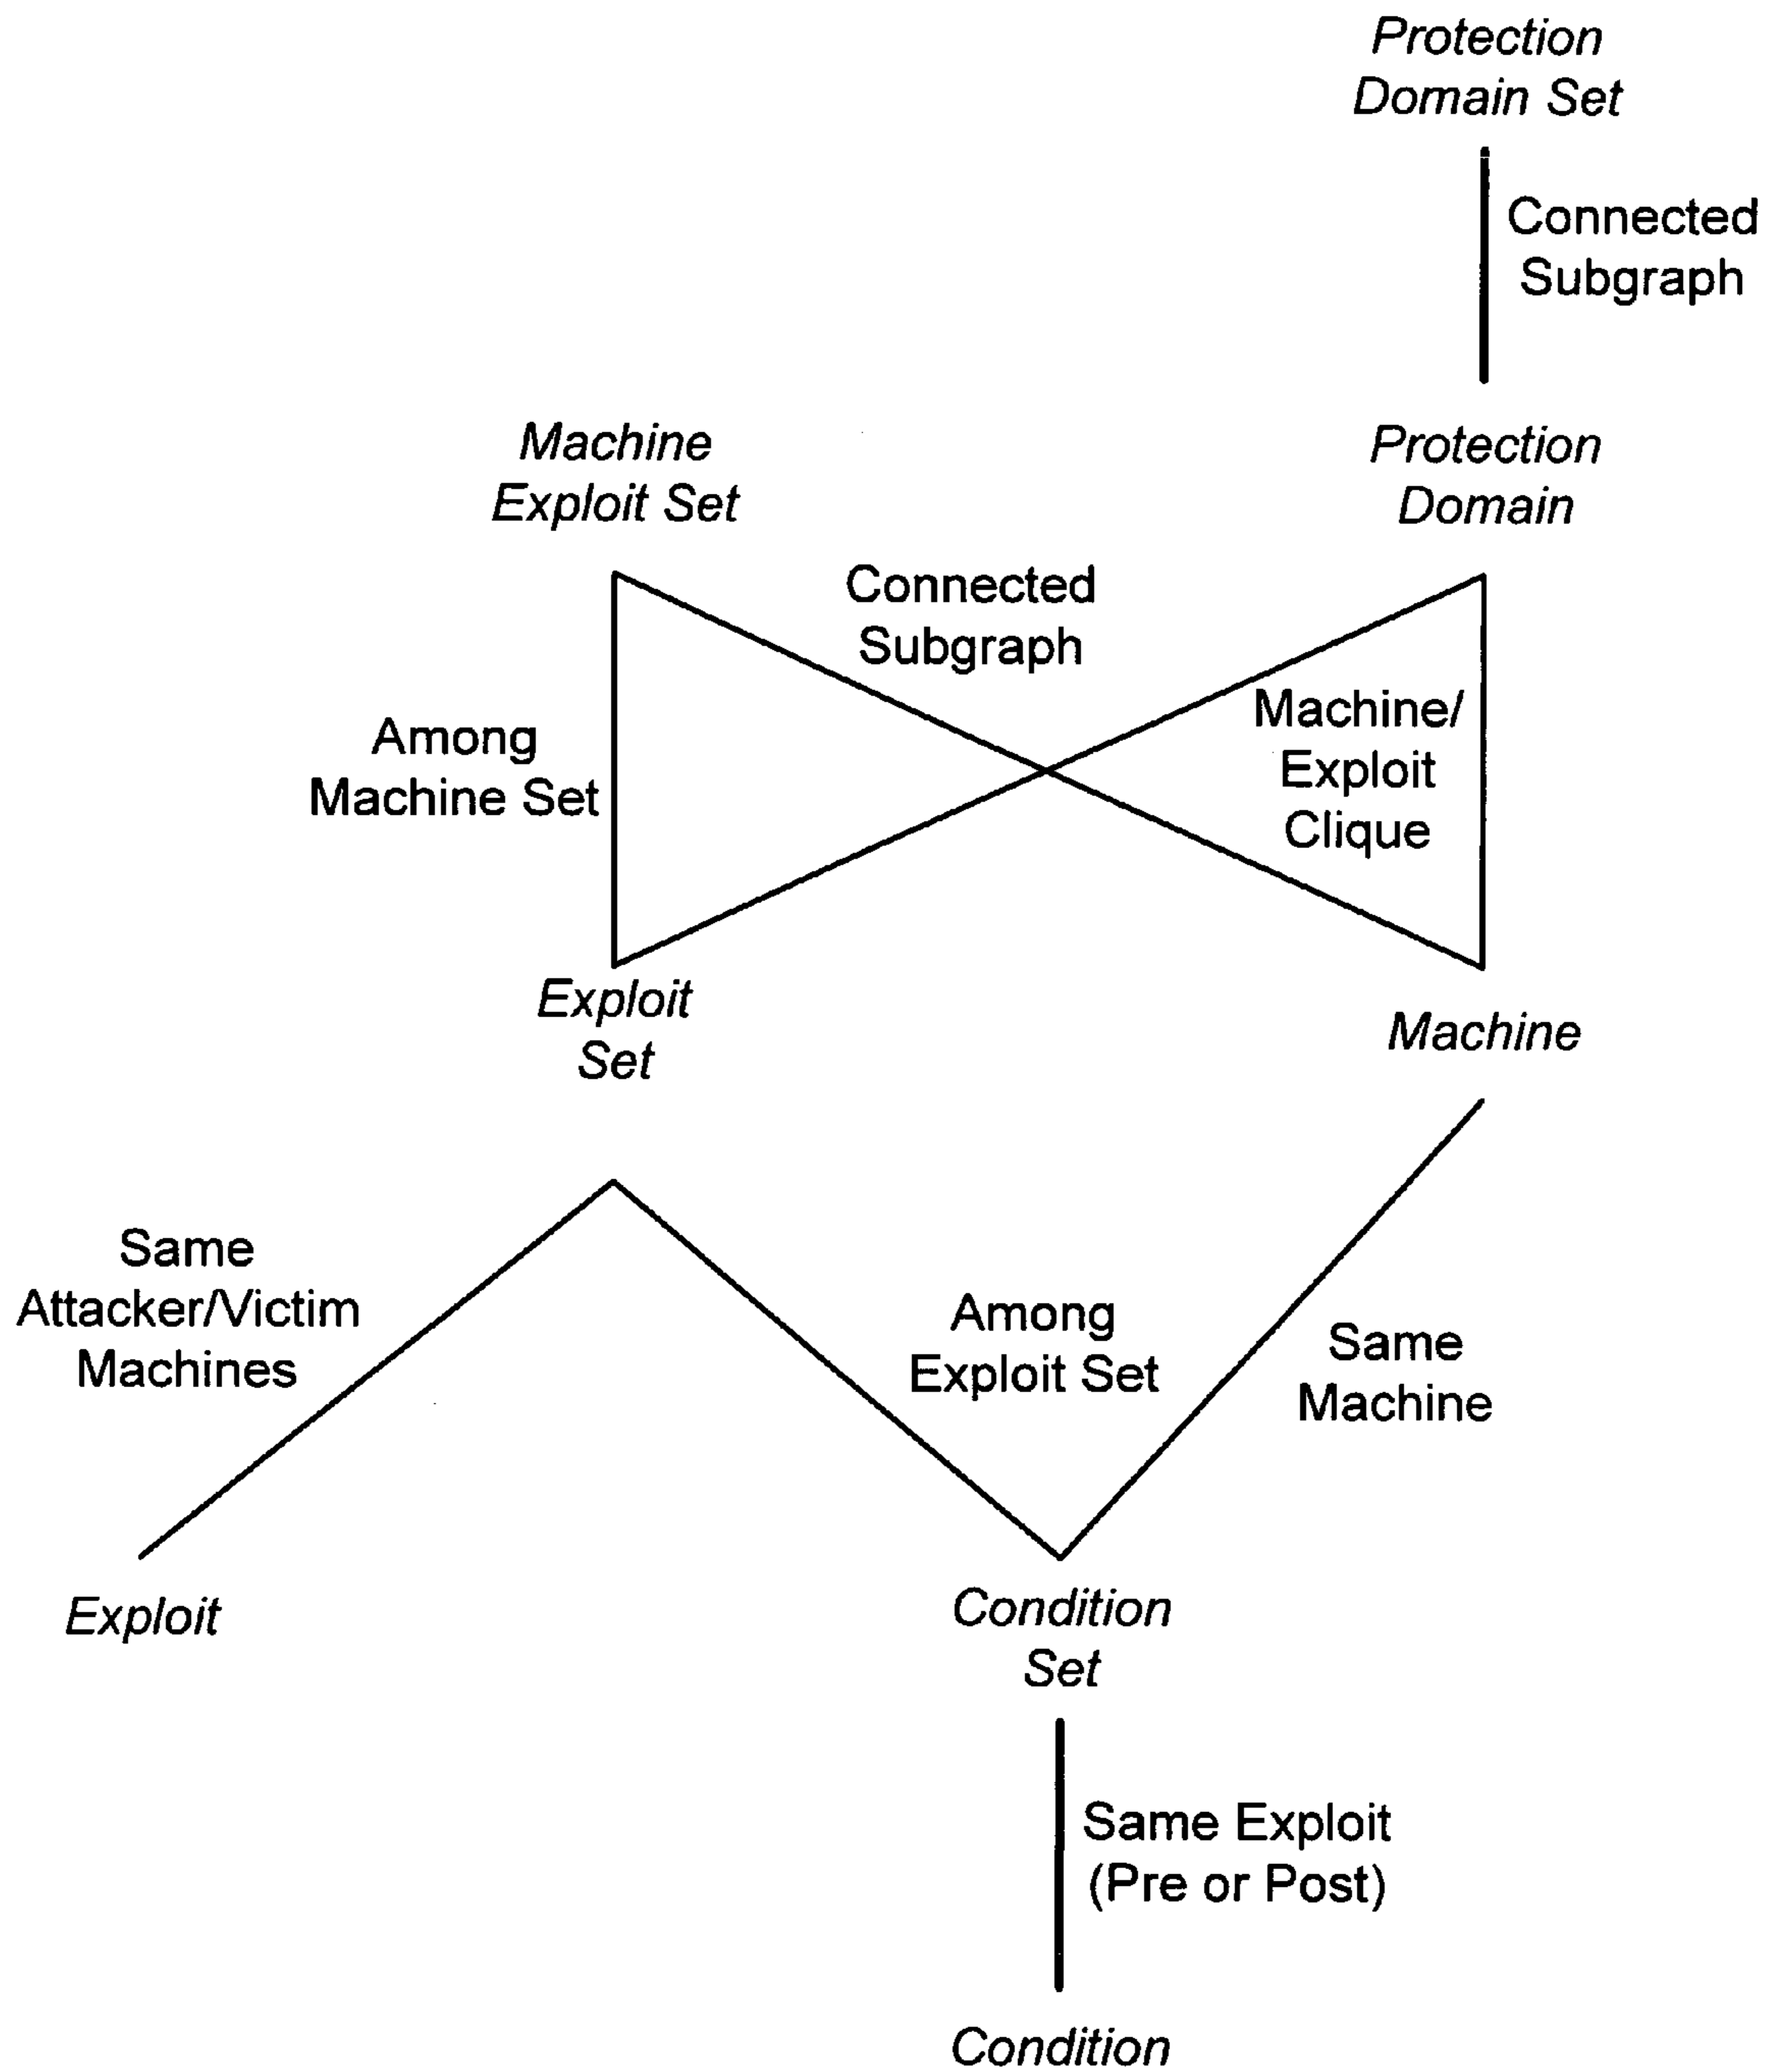 Protection
Domain Set
Connected
Subgraph
Machine
Exploit Set
Protection
Domain
Connected
Subgraph
Among
Machine Set
Machine/
Exploit
Clique
Exploit
Set
Machine
Same
Attacker/Victim
Machines
Among
Exploit Set
Same
Machine
Exploit
Condition
Set
Same Exploit
(Pre or Post)
Condition